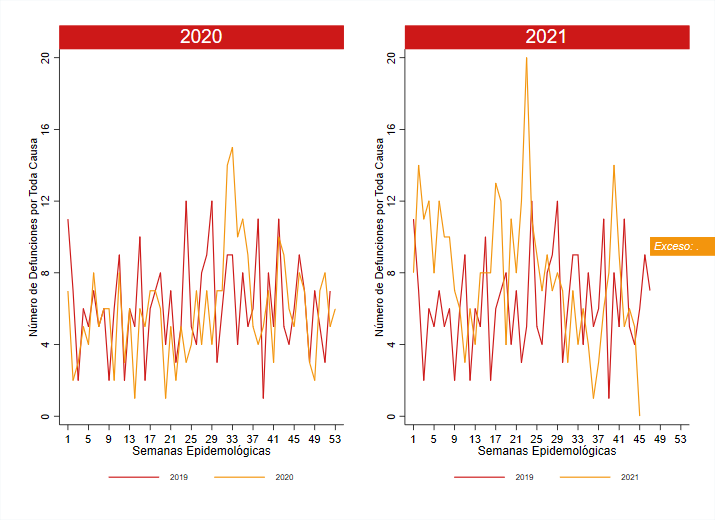 2020
2021
Número de Defunciones por Toda Causa
0 4 8 12 16 20
1 5 9 13 17 21 25 29 33 37 41 45 49 53
Semanas Epidemológicas
2019 2020
Número de Defunciones por Toda Causa
0 4 8 12 16 20
Exceso: .
1 5 9 13 17 21 25 29 33 37 41 45 49 53
Semanas Epidemológicas
2019 2021